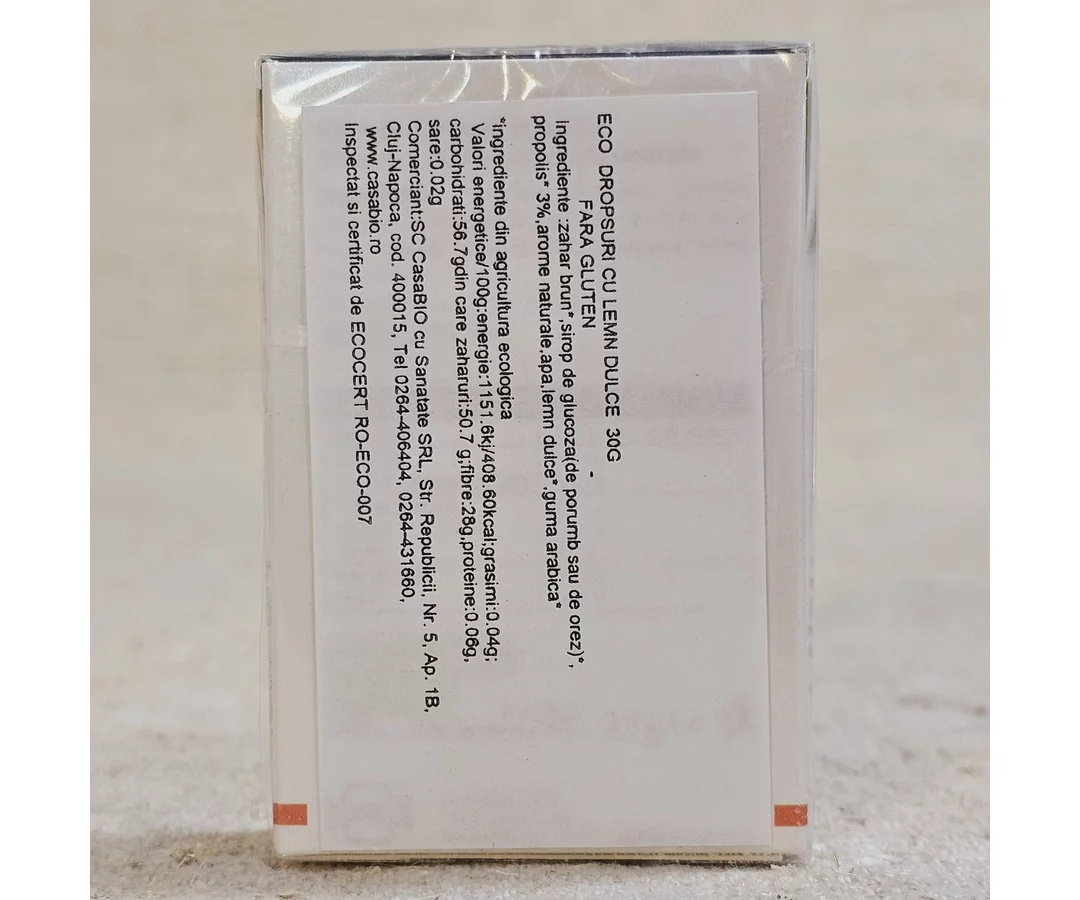 ECO DROPSURI CU LEMN DULCE 30G
-
FARA GLUTEN
Ingrediente :zahar brun*,sirop de glucoza(de porumb sau de orez)*,
propolis* 3%,arome naturale,apa,lemn dulce*,guma arabica*
*ingrediente din agricultura ecologica
Valori energetice/100g:energie:1151.6kj/408.60kcal;grasimi:0.04g;
carbohidrati:56.7gdin care zaharuri:50.7 g;fibre:28g,proteine:0.06g,
sare:0.02g
Comerciant:SC CasaBIO cu Sanatate SRL, Str. Republicii, Nr. 5, Ap. 1B,
Cluj-Napoca, cod. 400015, Tel 0264-406404, 0264-431660,
www.casabio.ro
Inspectat si certificat de ECOCERT RO-ECO-007